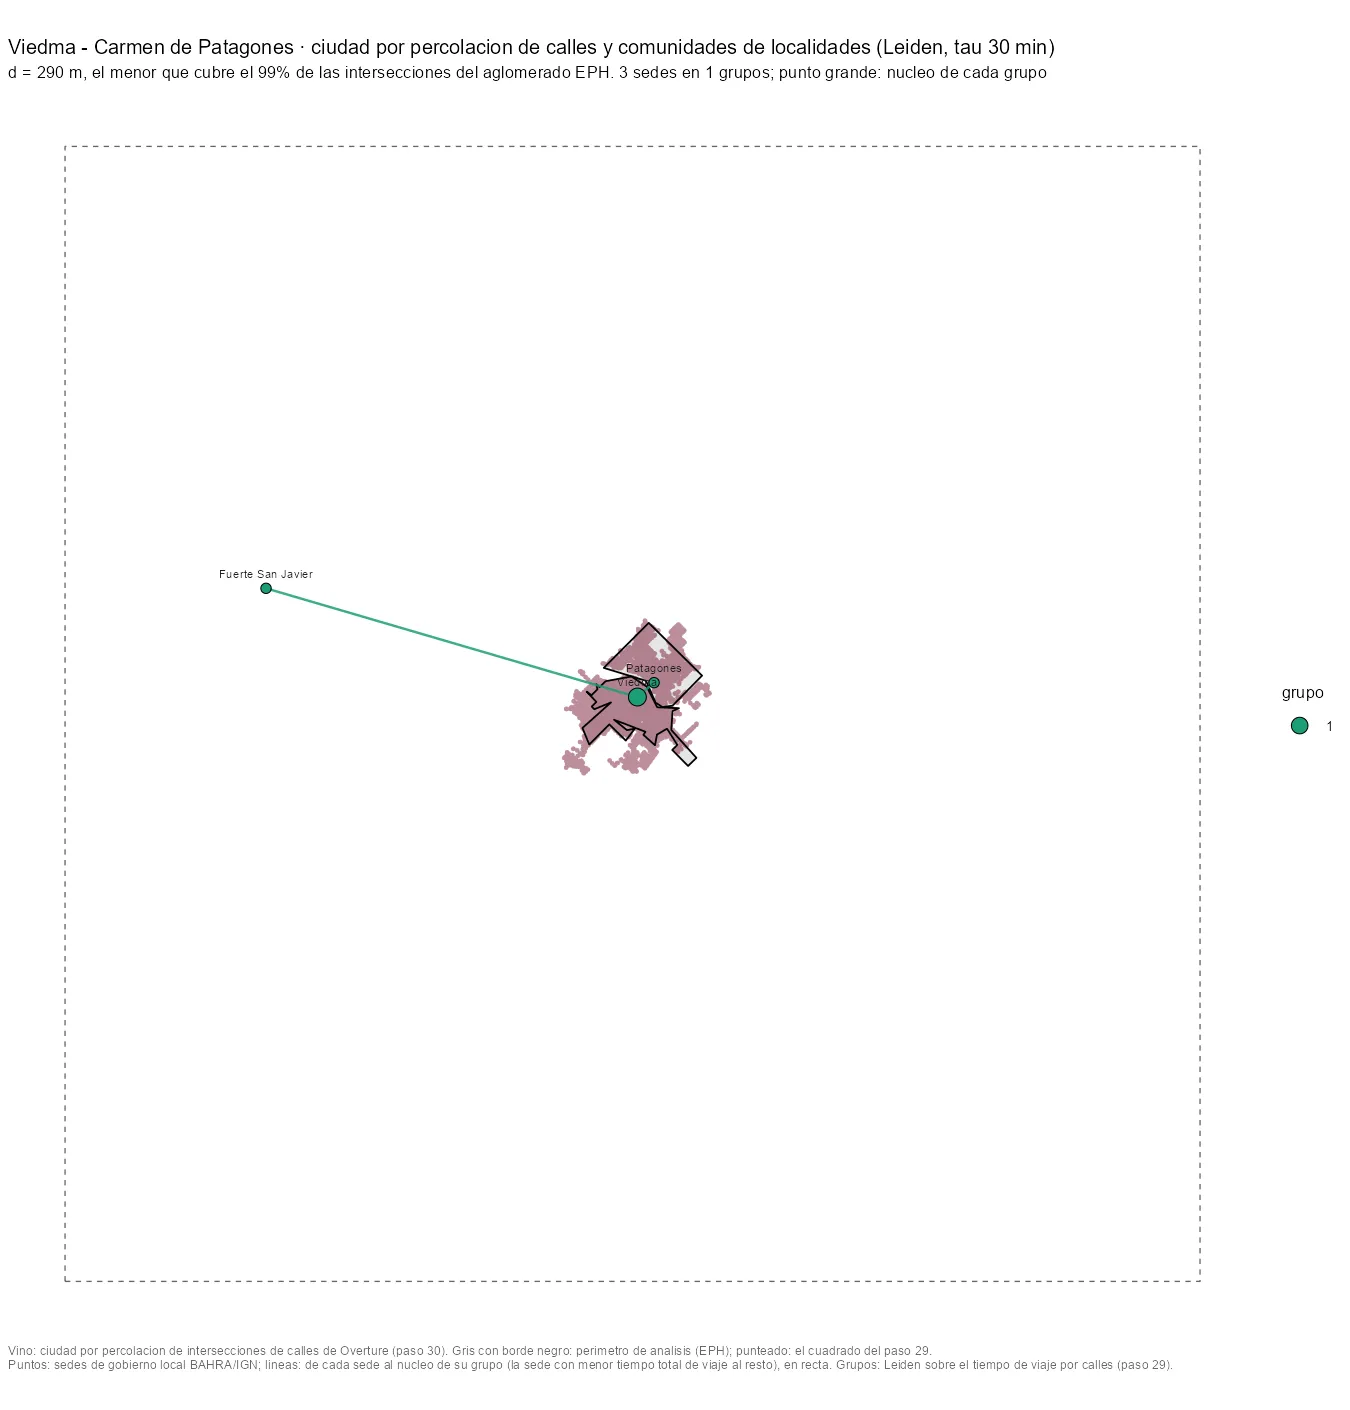 Viedma - Carmen de Patagones · ciudad por percolacion de calles y comunidades de localidades (Leiden, tau 30 min)
d = 290 m, el menor que cubre el 99% de las intersecciones del aglomerado EPH. 3 sedes en 1 grupos; punto grande: nucleo de cada grupo
Fuerte San Javier
Patagones
Viedma
grupo
1
Vino: ciudad por percolacion de intersecciones de calles de Overture (paso 30). Gris con borde negro: perimetro de analisis (EPH); punteado: el cuadrado del paso 29.
Puntos: sedes de gobierno local BAHRA/IGN; lineas: de cada sede al nucleo de su grupo (la sede con menor tiempo total de viaje al resto), en recta. Grupos: Leiden sobre el tiempo de viaje por calles (paso 29).